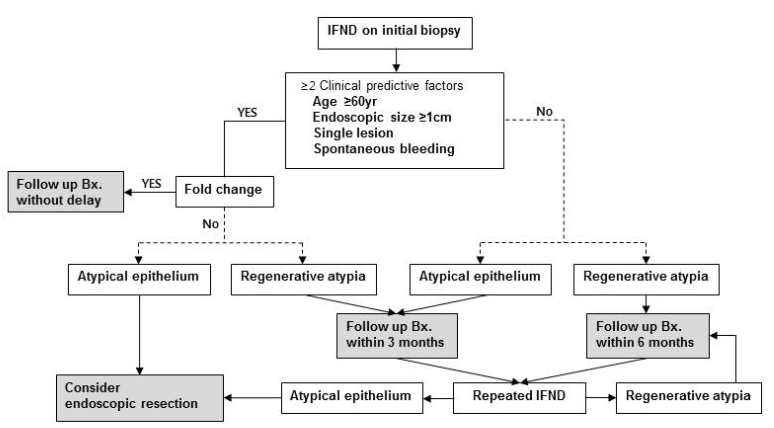 IFND on initial biopsy
≥2 Clinical predictive factors
Age ≥60yr
Endoscopic size ≥1cm
Single lesion
Spontaneous bleeding
YES
No
Follow up Bx.
without delay
YES
Fold change
No
Atypical epithelium
Regenerative atypia
Atypical epithelium
Regenerative atypia
Follow up Bx.
within 3 months
Follow up Bx.
within 6 months
Consider
endoscopic resection
Atypical epithelium
Repeated IFND
Regenerative atypia